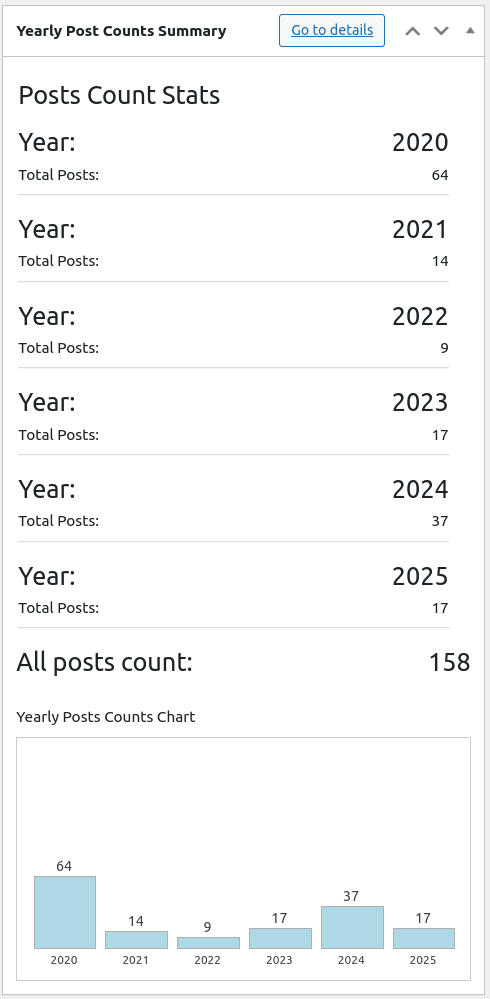 Yearly Post Counts Summary Go to details
Posts Count Stats
Year: 2020
Total Posts: 64
Year: 2021
Total Posts: 14
Year: 2022
Total Posts: 9
Year: 2023
Total Posts: 17
Year: 2024
Total Posts: 37
Year: 2025
Total Posts: 17
All posts count: 158
Yearly Posts Counts Chart
64 14 9 17 37 17
2020 2021 2022 2023 2024 2025